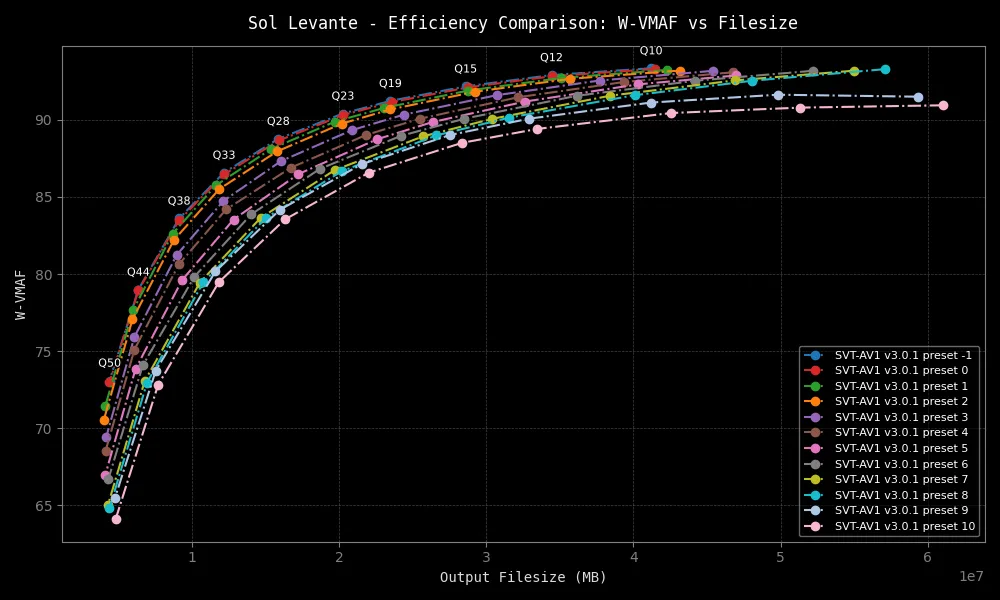 Sol Levante - Efficiency Comparison: W-VMAF vs Filesize
Q10
Q12
Q15
Q19
Q23
Q28
Q33
Q38
Q44
Q50
90
85
80
75
70
65
W-VMAF
SVT-AV1 v3.0.1 preset -1
SVT-AV1 v3.0.1 preset 0
SVT-AV1 v3.0.1 preset 1
SVT-AV1 v3.0.1 preset 2
SVT-AV1 v3.0.1 preset 3
SVT-AV1 v3.0.1 preset 4
SVT-AV1 v3.0.1 preset 5
SVT-AV1 v3.0.1 preset 6
SVT-AV1 v3.0.1 preset 7
SVT-AV1 v3.0.1 preset 8
SVT-AV1 v3.0.1 preset 9
SVT-AV1 v3.0.1 preset 10
1 2 3 4 5 6
1e7
Output Filesize (MB)